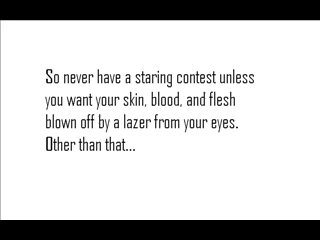 So never have a staring contest unless
you want your skin, blood, and flesh
blown off by a lazer from your eyes.
Other than that...